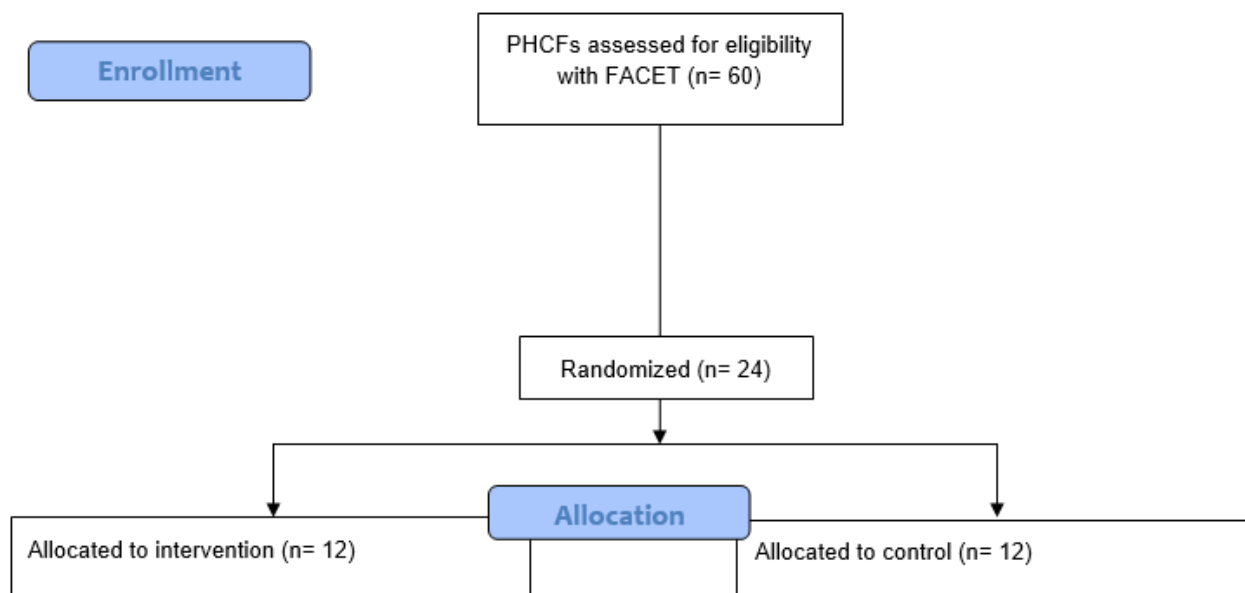 Enrollment
PHCFs assessed for eligibility
with FACET (n= 60)
Randomized (n= 24)
Allocation
Allocated to intervention (n= 12)
Allocated to control (n= 12)